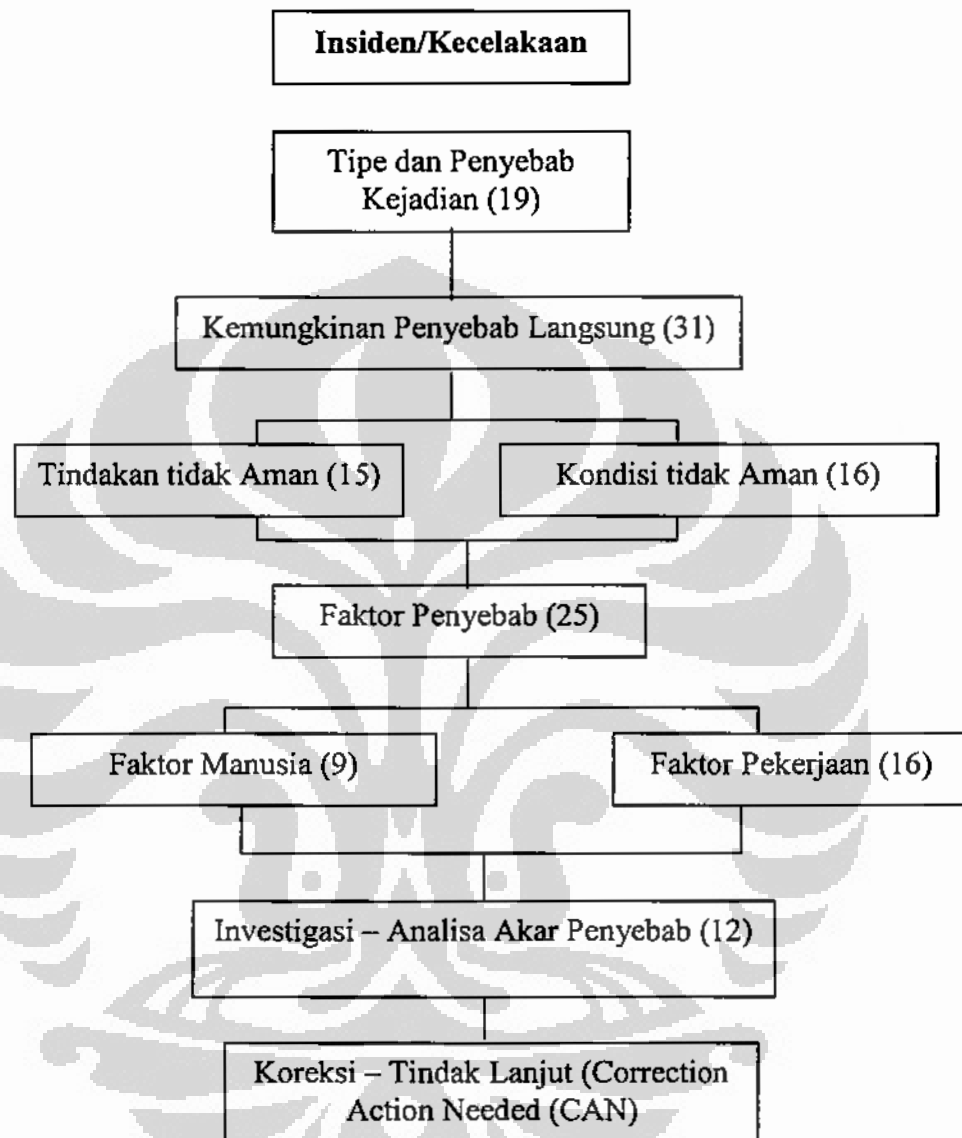 Insiden/Kecelakaan
Tipe dan Penyebab
Kejadian (19)
Kemungkinan Penyebab Langsung (31)
Tindakan tidak Aman (15)
Kondisi tidak Aman (16)
Faktor Penyebab (25)
Faktor Manusia (9)
Faktor Pekerjaan (16)
Investigasi – Analisa Akar Penyebab (12)
Koreksi – Tindak Lanjut (Correction
Action Needed (CAN)